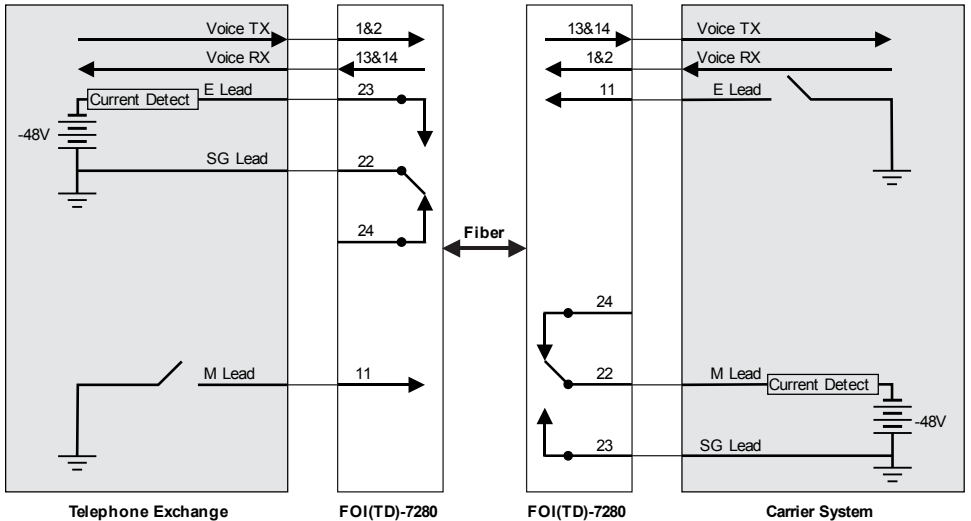 Voice TX 1&2 13&14 Voice TX
Voice RX 13&14 1&2 Voice RX
Current Detect E Lead 23 11 E Lead
-48V
SG Lead 22
24 Fiber
24
M Lead 11 22 M Lead Current Detect
-48V
23 SG Lead
Telephone Exchange FOI(TD)-7280 FOI(TD)-7280 Carrier System